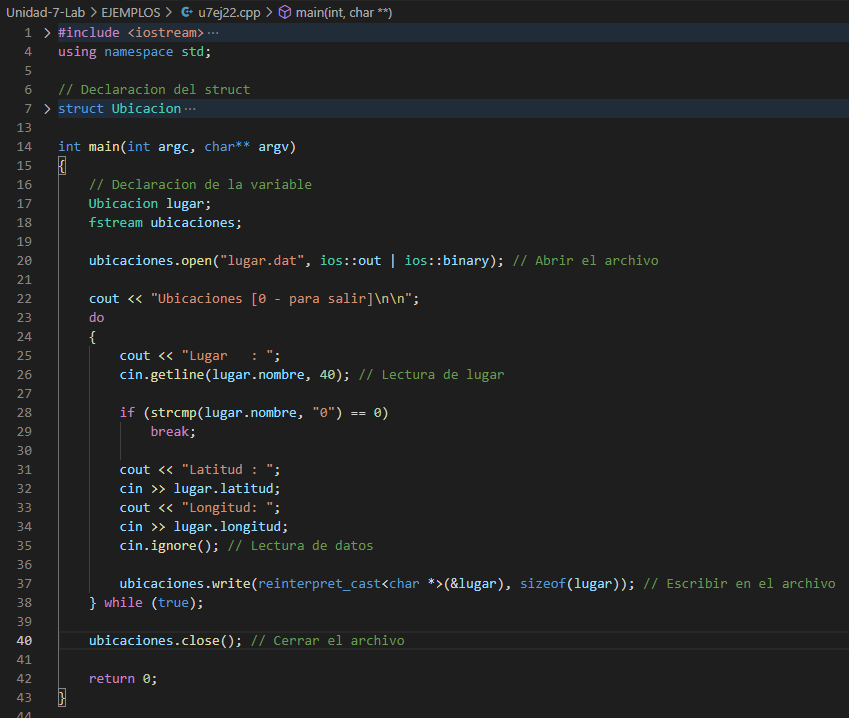 Unidad-7-Lab > EJEMPLOS > u7ej22.cpp > main(int, char **)
1 > #include <iostream>···
4 using namespace std;
5
6 // Declaracion del struct
7 > struct Ubicacion···
13
14 int main(int argc, char** argv)
15 {
16 // Declaracion de la variable
17 Ubicacion lugar;
18 fstream ubicaciones;
19
20 ubicaciones.open("lugar.dat", ios::out | ios::binary); // Abrir el archivo
21
22 cout << "Ubicaciones [0 - para salir]\n\n";
23 do
24 {
25 cout << "Lugar   : ";
26 cin.getline(lugar.nombre, 40); // Lectura de lugar
27
28 if (strcmp(lugar.nombre, "0") == 0)
29 break;
30
31 cout << "Latitud : ";
32 cin >> lugar.latitud;
33 cout << "Longitud: ";
34 cin >> lugar.longitud;
35 cin.ignore(); // Lectura de datos
36
37 ubicaciones.write(reinterpret_cast<char *>(&lugar), sizeof(lugar)); // Escribir en el archivo
38 } while (true);
39
40 ubicaciones.close(); // Cerrar el archivo
41
42 return 0;
43 }
44